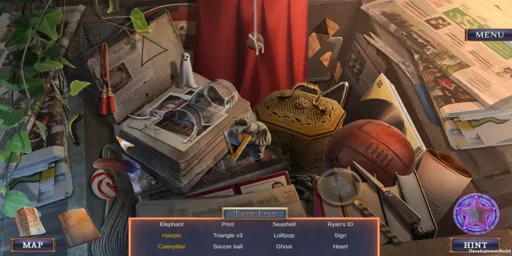 MENU
TASK LIST
Elephant Print Seashell Ryan's ID
Hairpin Triangle x3 Lollipop Sign
Caterpillar Soccer ball Ghost Heart
MAP
HINT
Development Build